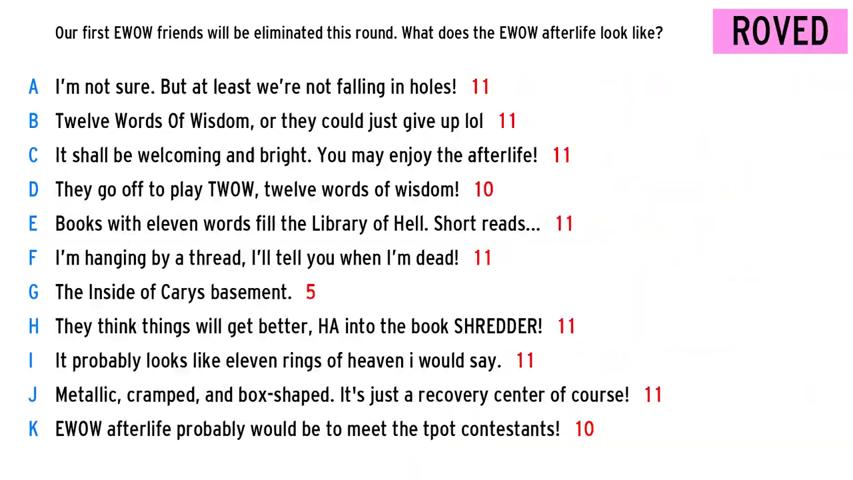 Our first EWOW friends will be eliminated this round. What does the EWOW afterlife look like?
ROVED
A I'm not sure. But at least we're not falling in holes! 11
B Twelve Words Of Wisdom, or they could just give up lol 11
C It shall be welcoming and bright. You may enjoy the afterlife! 11
D They go off to play TWOW, twelve words of wisdom! 10
E Books with eleven words fill the Library of Hell. Short reads... 11
F I'm hanging by a thread, I'll tell you when I'm dead! 11
G The Inside of Carys basement. 5
H They think things will get better, HA into the book SHREDDER! 11
I It probably looks like eleven rings of heaven i would say. 11
J Metallic, cramped, and box-shaped. It's just a recovery center of course! 11
K EWOW afterlife probably would be to meet the tpot contestants! 10